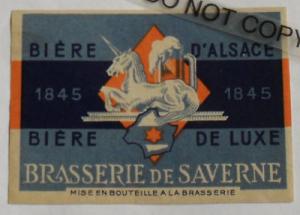 DO NOT COPY
BIÈRE D'ALSACE
1845 1845
BIÈRE DE LUXE
BRASSERIE DE SAVERNE
MISE EN BOUTEILLE A LA BRASSERIE